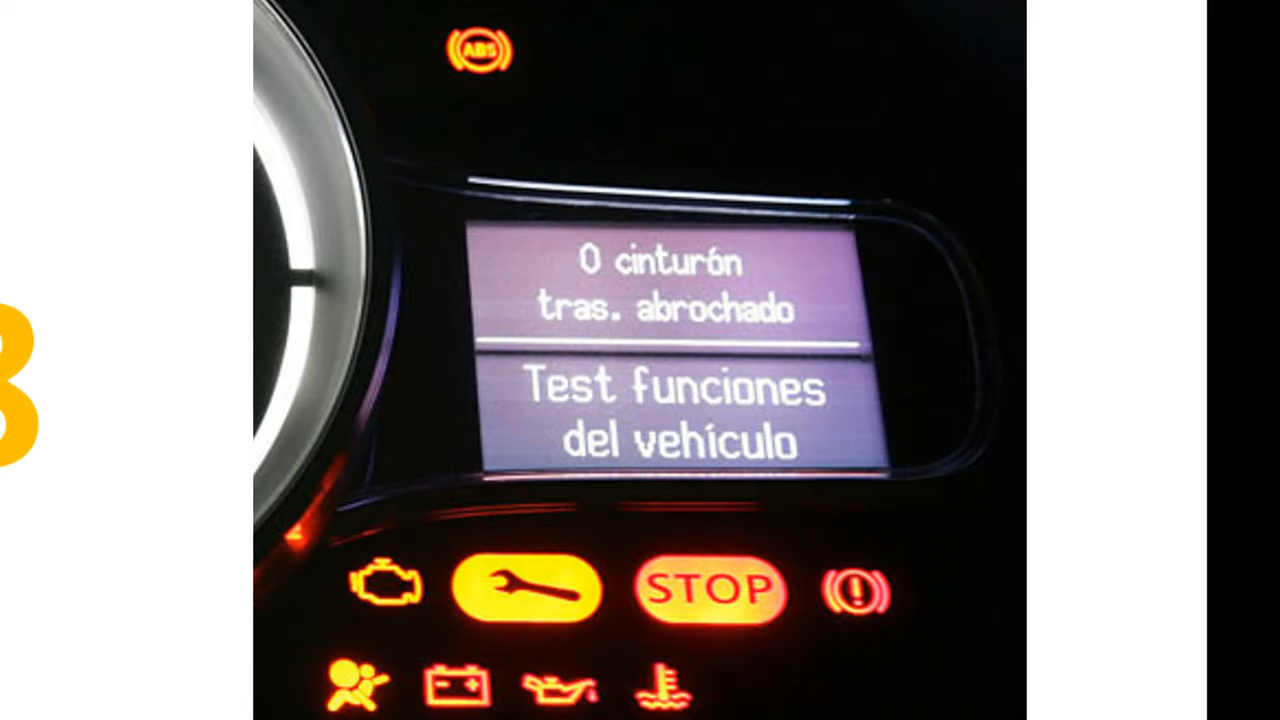 ABS
0 cinturón
tras. abrochado
Test funciones
del vehículo
STOP